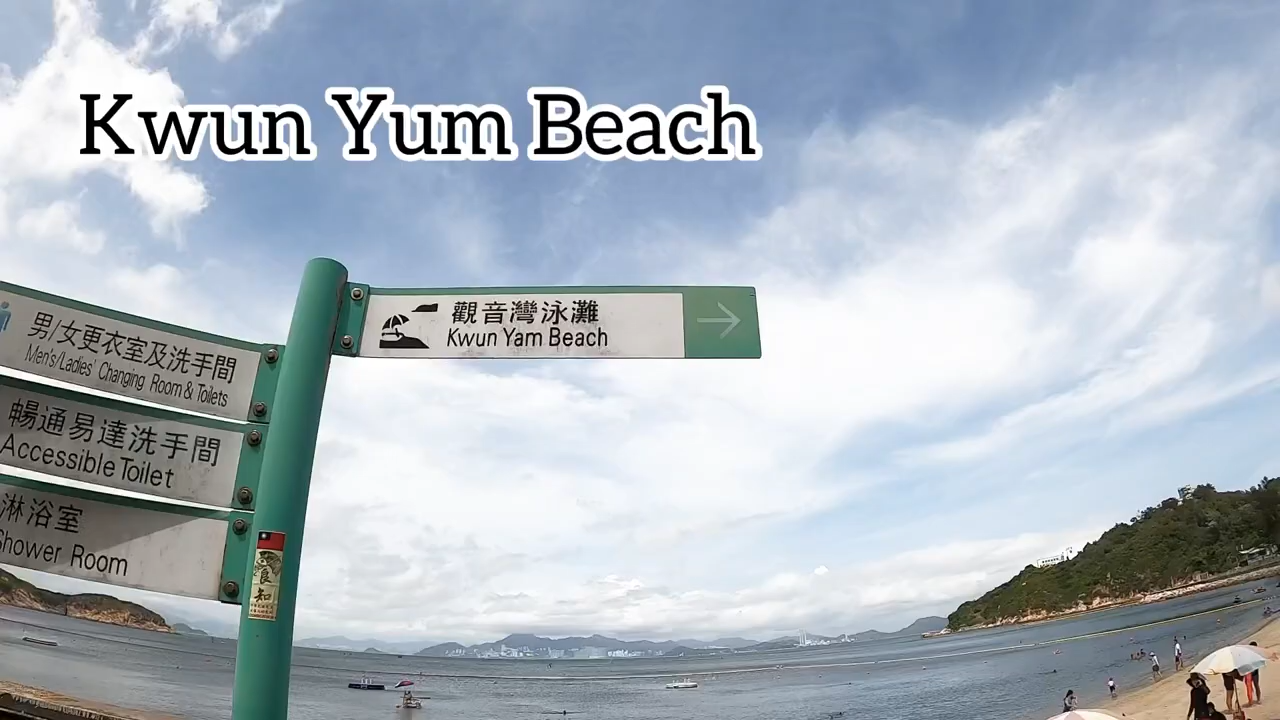 Kwun Yum Beach
觀音灣泳灘
Kwun Yam Beach
男/女更衣室及洗手間
Men's/Ladies' Changing Room & Toilets
暢通易達洗手間
Accessible Toilet
淋浴室
Shower Room